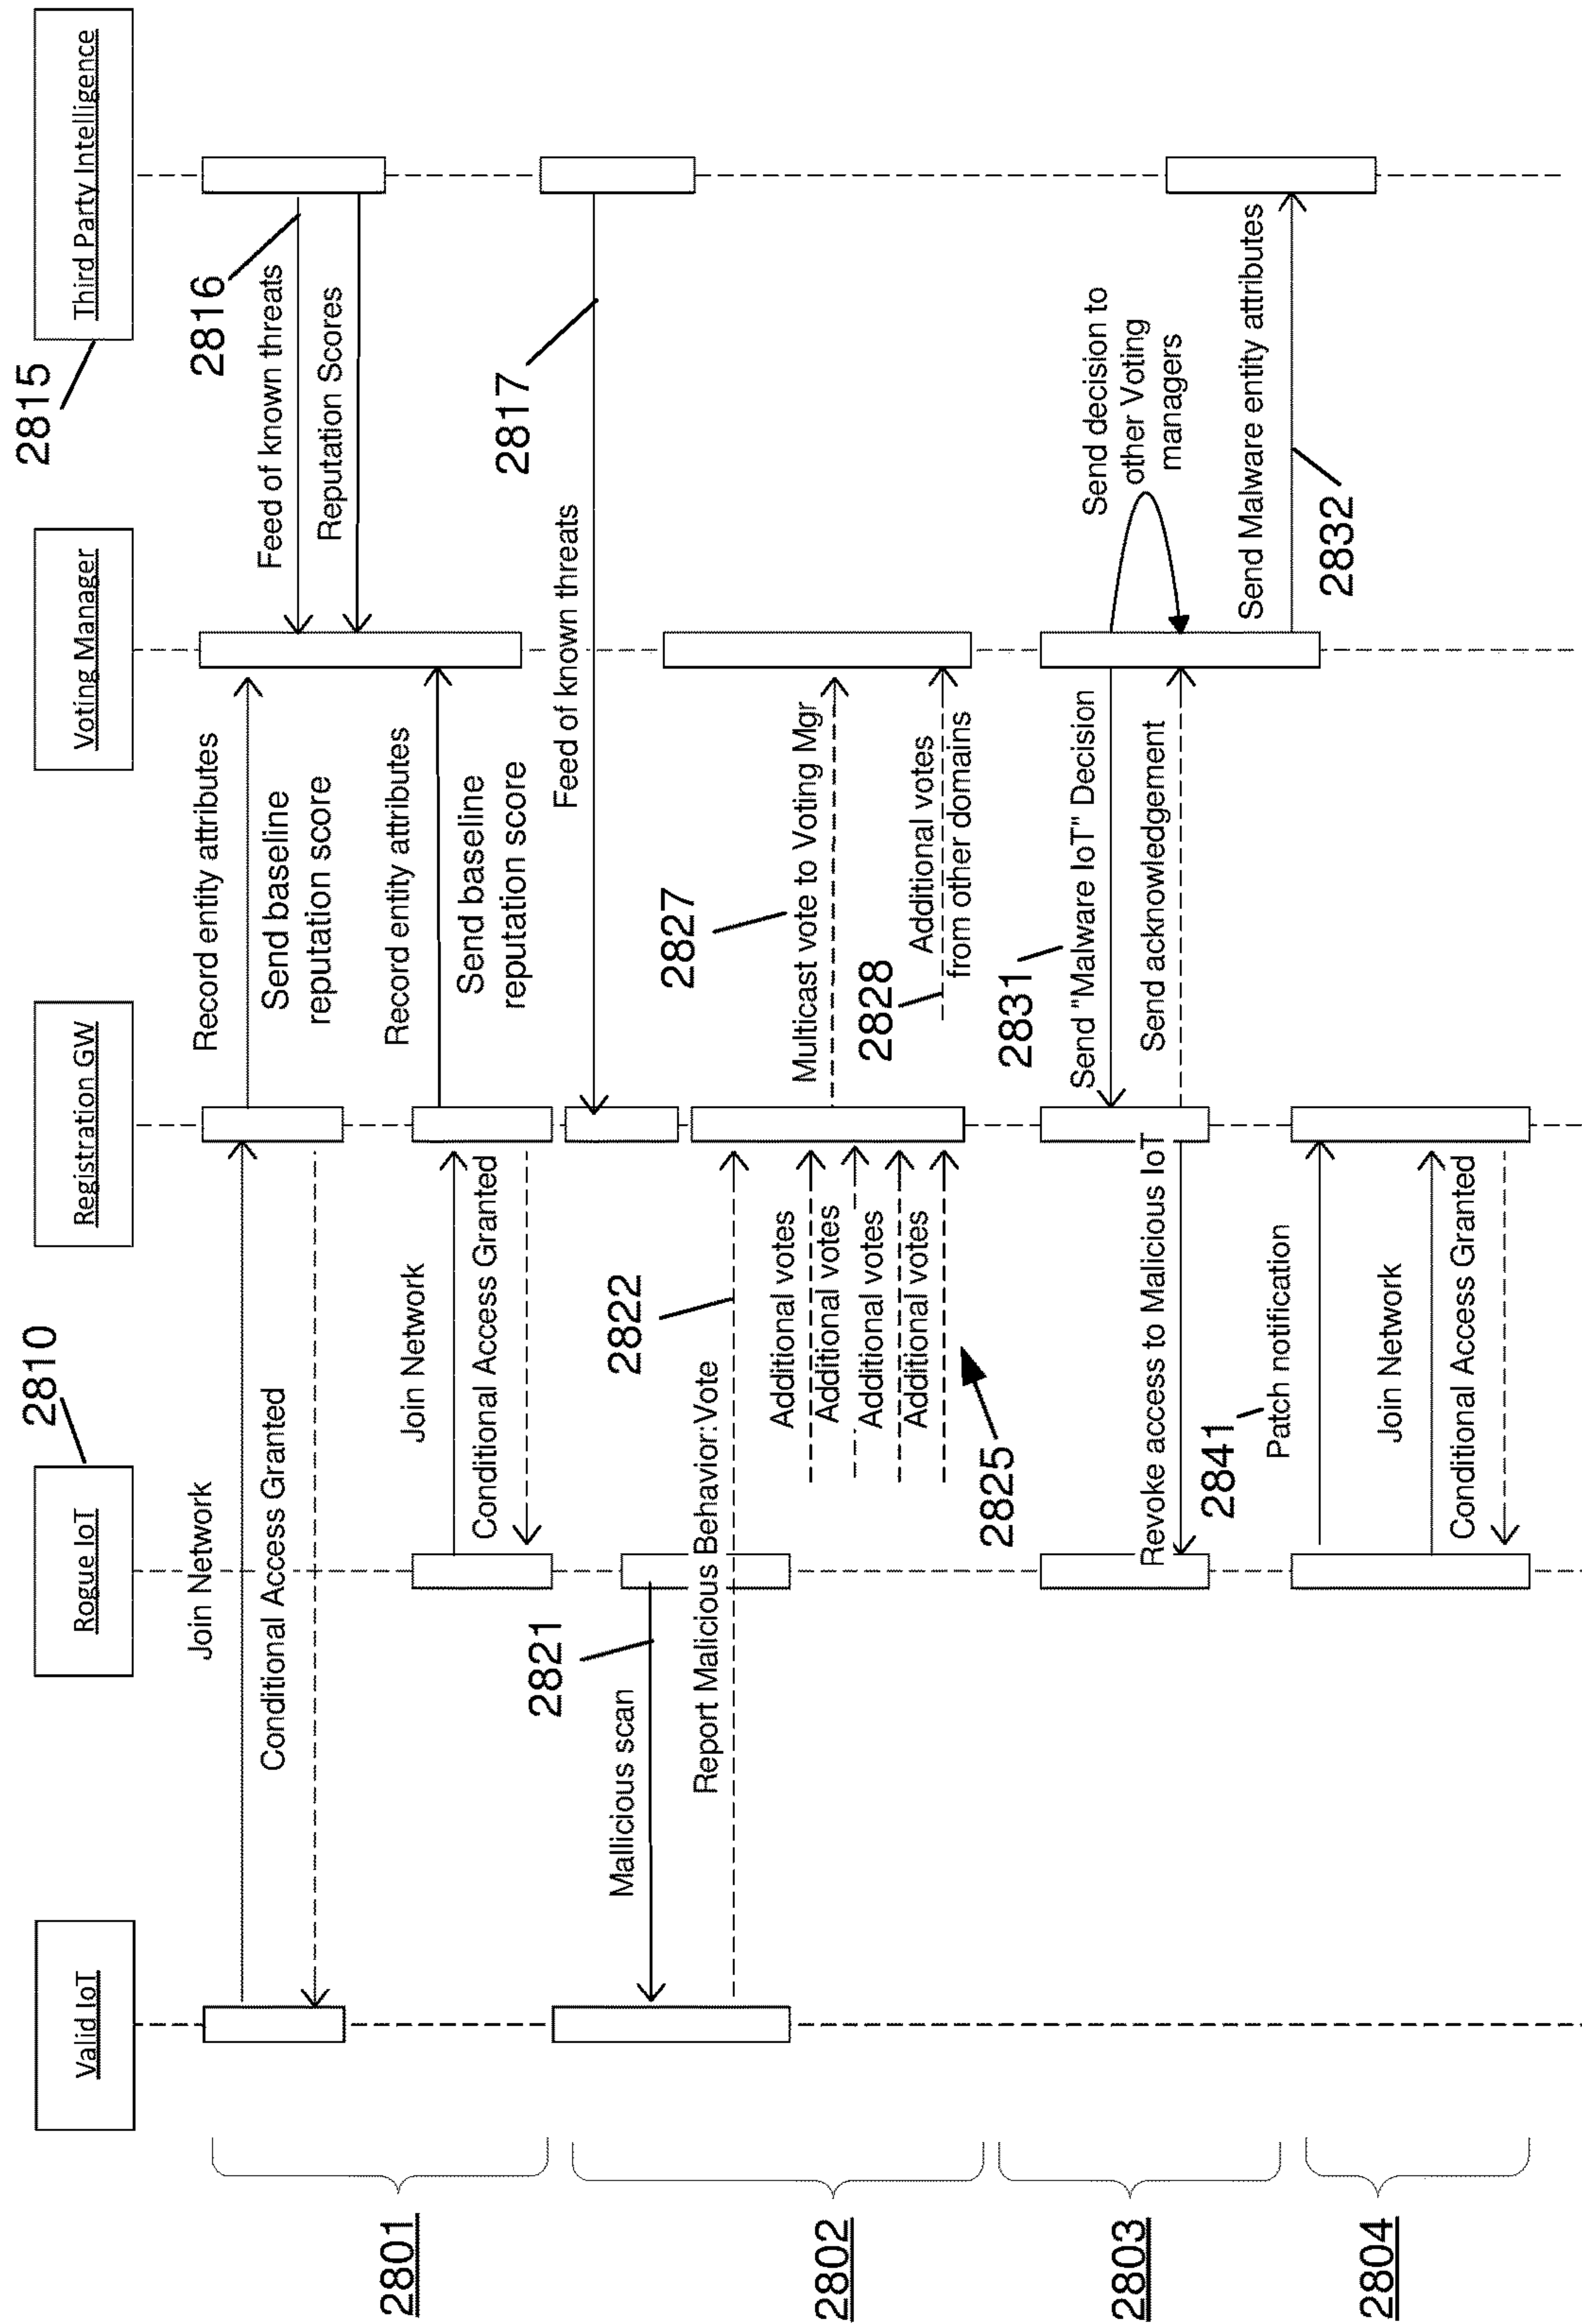 Valid IoT
Rogue IoT
2810
Registration GW
Voting Manager
2815
Third Party Intelligence
2801
Join Network
Conditional Access Granted
Record entity attributes
Send baseline
reputation score
Feed of known threats
2816
Reputation Scores
Join Network
Conditional Access Granted
Record entity attributes
Send baseline
reputation score
2802
Feed of known threats
2817
Mallicious scan
2821
Report Malicious Behavior:Vote
2822
Additional votes
Additional votes
Additional votes
Additional votes
2825
2827
Multicast vote to Voting Mgr
2828
Additional votes
from other domains
2803
2831
Send "Malware IoT" Decision
Send decision to
other Voting
managers
Send acknowledgement
Revoke access to Malicious IoT
Send Malware entity attributes
2832
2804
2841
Patch notification
Join Network
Conditional Access Granted